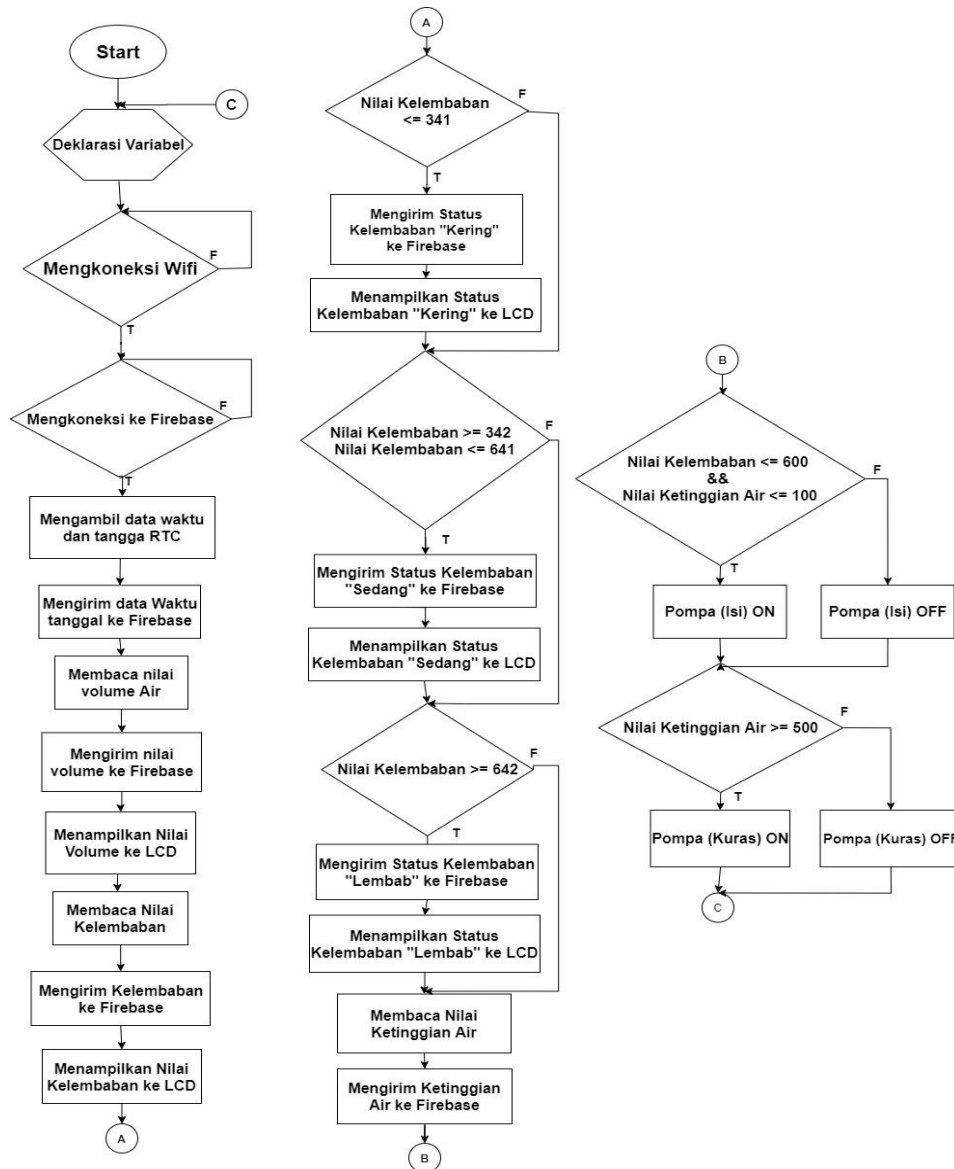 Start
C
Deklarasi Variabel
Mengkoneksi Wifi
F
T
Mengkoneksi ke Firebase
F
T
Mengambil data waktu
dan tangga RTC
Mengirim data Waktu
tanggal ke Firebase
Membaca nilai
volume Air
Mengirim nilai
volume ke Firebase
Menampilkan Nilai
Volume ke LCD
Membaca Nilai
Kelembaban
Mengirim Kelembaban
ke Firebase
Menampilkan Nilai
Kelembaban ke LCD
A
A
Nilai Kelembaban
<= 341
F
T
Mengirim Status
Kelembaban "Kering"
ke Firebase
Menampilkan Status
Kelembaban "Kering" ke LCD
Nilai Kelembaban >= 342
Nilai Kelembaban <= 641
F
T
Mengirim Status Kelembaban
"Sedang" ke Firebase
Menampilkan Status
Kelembaban "Sedang" ke LCD
Nilai Kelembaban >= 642
F
T
Mengirim Status Kelembaban
"Lembab" ke Firebase
Menampilkan Status
Kelembaban "Lembab" ke LCD
Membaca Nilai
Ketinggian Air
Mengirim Ketinggian
Air ke Firebase
B
B
Nilai Kelembaban <= 600
&&
Nilai Ketinggian Air <= 100
F
T
Pompa (Isi) ON
Pompa (Isi) OFF
Nilai Ketinggian Air >= 500
F
T
Pompa (Kuras) ON
Pompa (Kuras) OFF
C